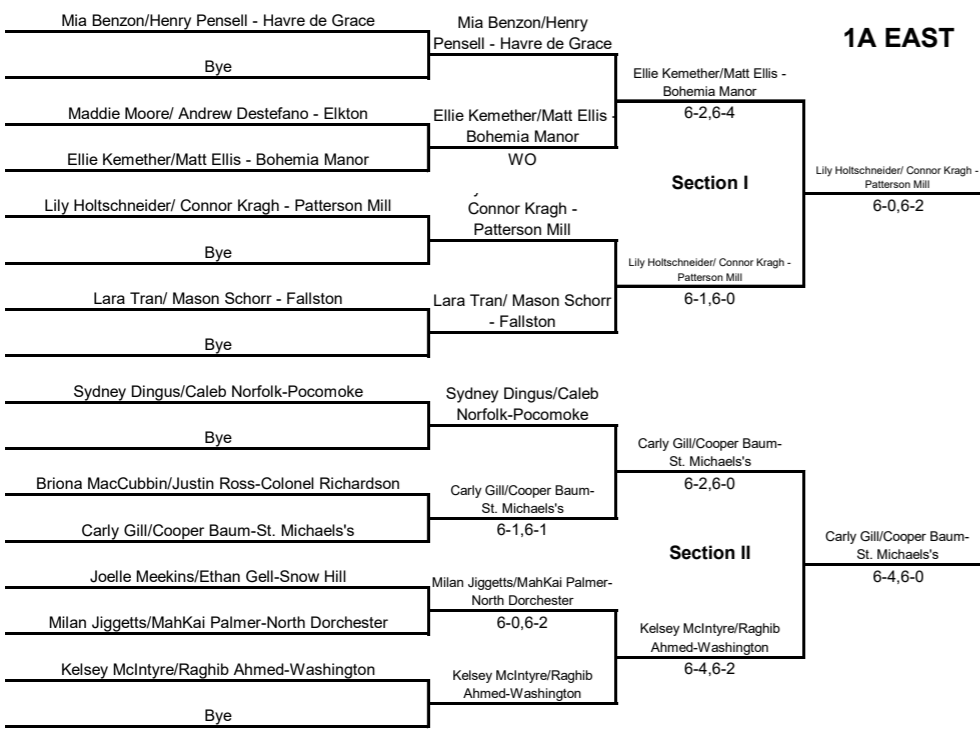 1A EAST
Mia Benzon/Henry Pensell - Havre de Grace
Bye
Maddie Moore/ Andrew Destefano - Elkton
Ellie Kemether/Matt Ellis - Bohemia Manor
Lily Holtschneider/ Connor Kragh - Patterson Mill
Bye
Lara Tran/ Mason Schorr - Fallston
Bye
Sydney Dingus/Caleb Norfolk-Pocomoke
Bye
Briona MacCubbin/Justin Ross-Colonel Richardson
Carly Gill/Cooper Baum-St. Michaels's
Joelle Meekins/Ethan Gell-Snow Hill
Milan Jiggetts/MahKai Palmer-North Dorchester
Kelsey McIntyre/Raghib Ahmed-Washington
Bye
Mia Benzon/Henry
Pensell - Havre de Grace
Ellie Kemether/Matt Ellis -
Bohemia Manor
WO
Connor Kragh -
Patterson Mill
Lara Tran/ Mason Schorr
- Fallston
Sydney Dingus/Caleb
Norfolk-Pocomoke
Carly Gill/Cooper Baum-
St. Michaels's
6-1,6-1
Milan Jiggetts/MahKai Palmer-
North Dorchester
6-0,6-2
Kelsey McIntyre/Raghib
Ahmed-Washington
Ellie Kemether/Matt Ellis -
Bohemia Manor
6-2,6-4
Section I
Lily Holtschneider/ Connor Kragh -
Patterson Mill
6-1,6-0
Carly Gill/Cooper Baum-
St. Michaels's
6-2,6-0
Section II
Kelsey McIntyre/Raghib
Ahmed-Washington
6-4,6-2
Lily Holtschneider/ Connor Kragh -
Patterson Mill
6-0,6-2
Carly Gill/Cooper Baum-
St. Michaels's
6-4,6-0